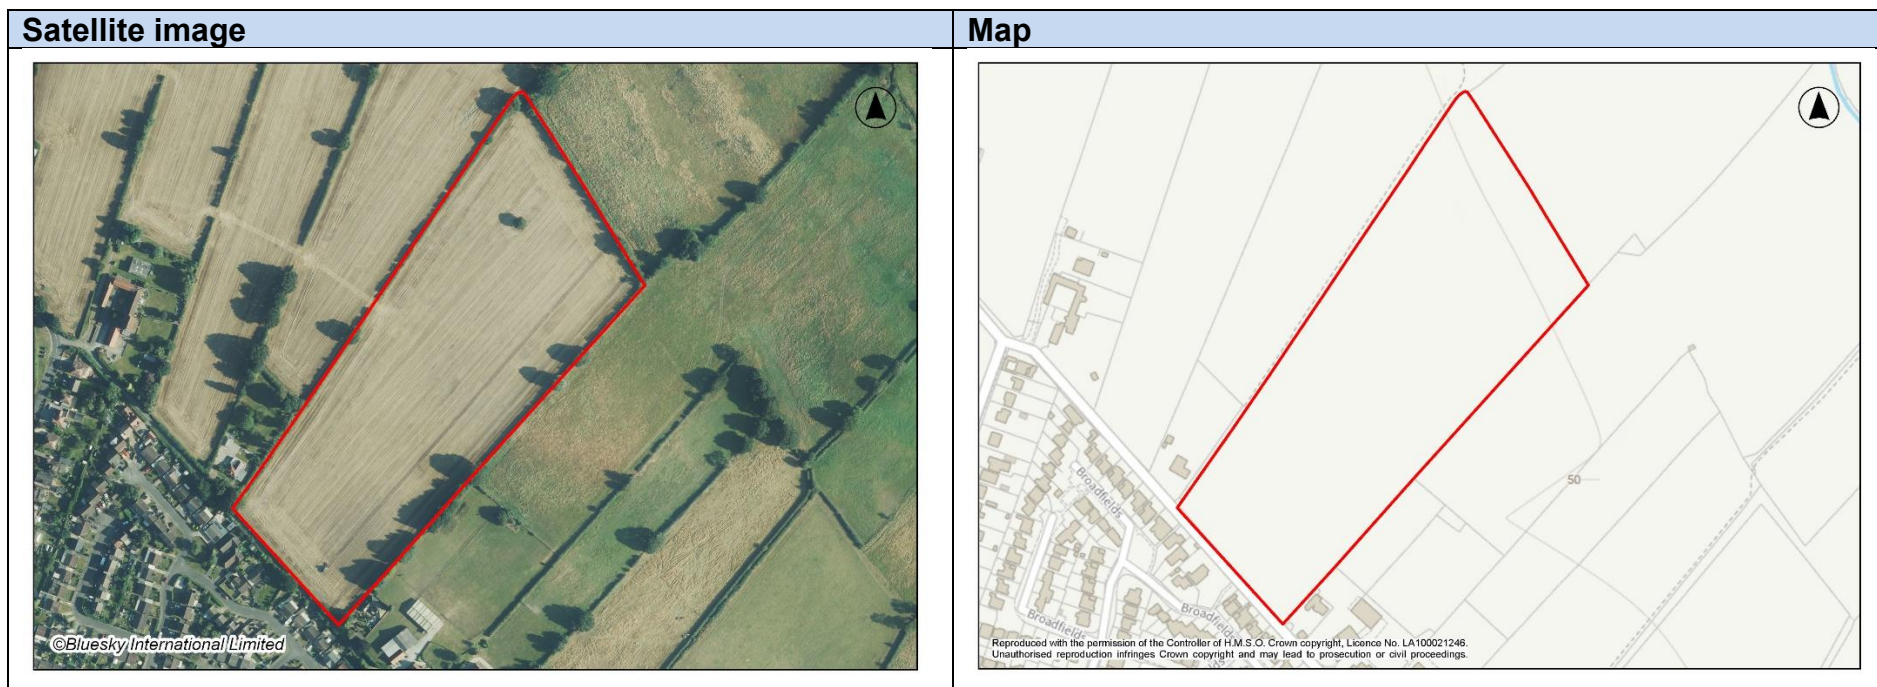 Satellite image
Map
©Bluesky International Limited
Broadfields
50
Broadfields
Broadfields
Broadfields
Reproduced with the permission of the Controller of H.M.S.O. Crown copyright, Licence No. LA100021246.
Unauthorised reproduction infringes Crown copyright and may lead to prosecution or civil proceedings.